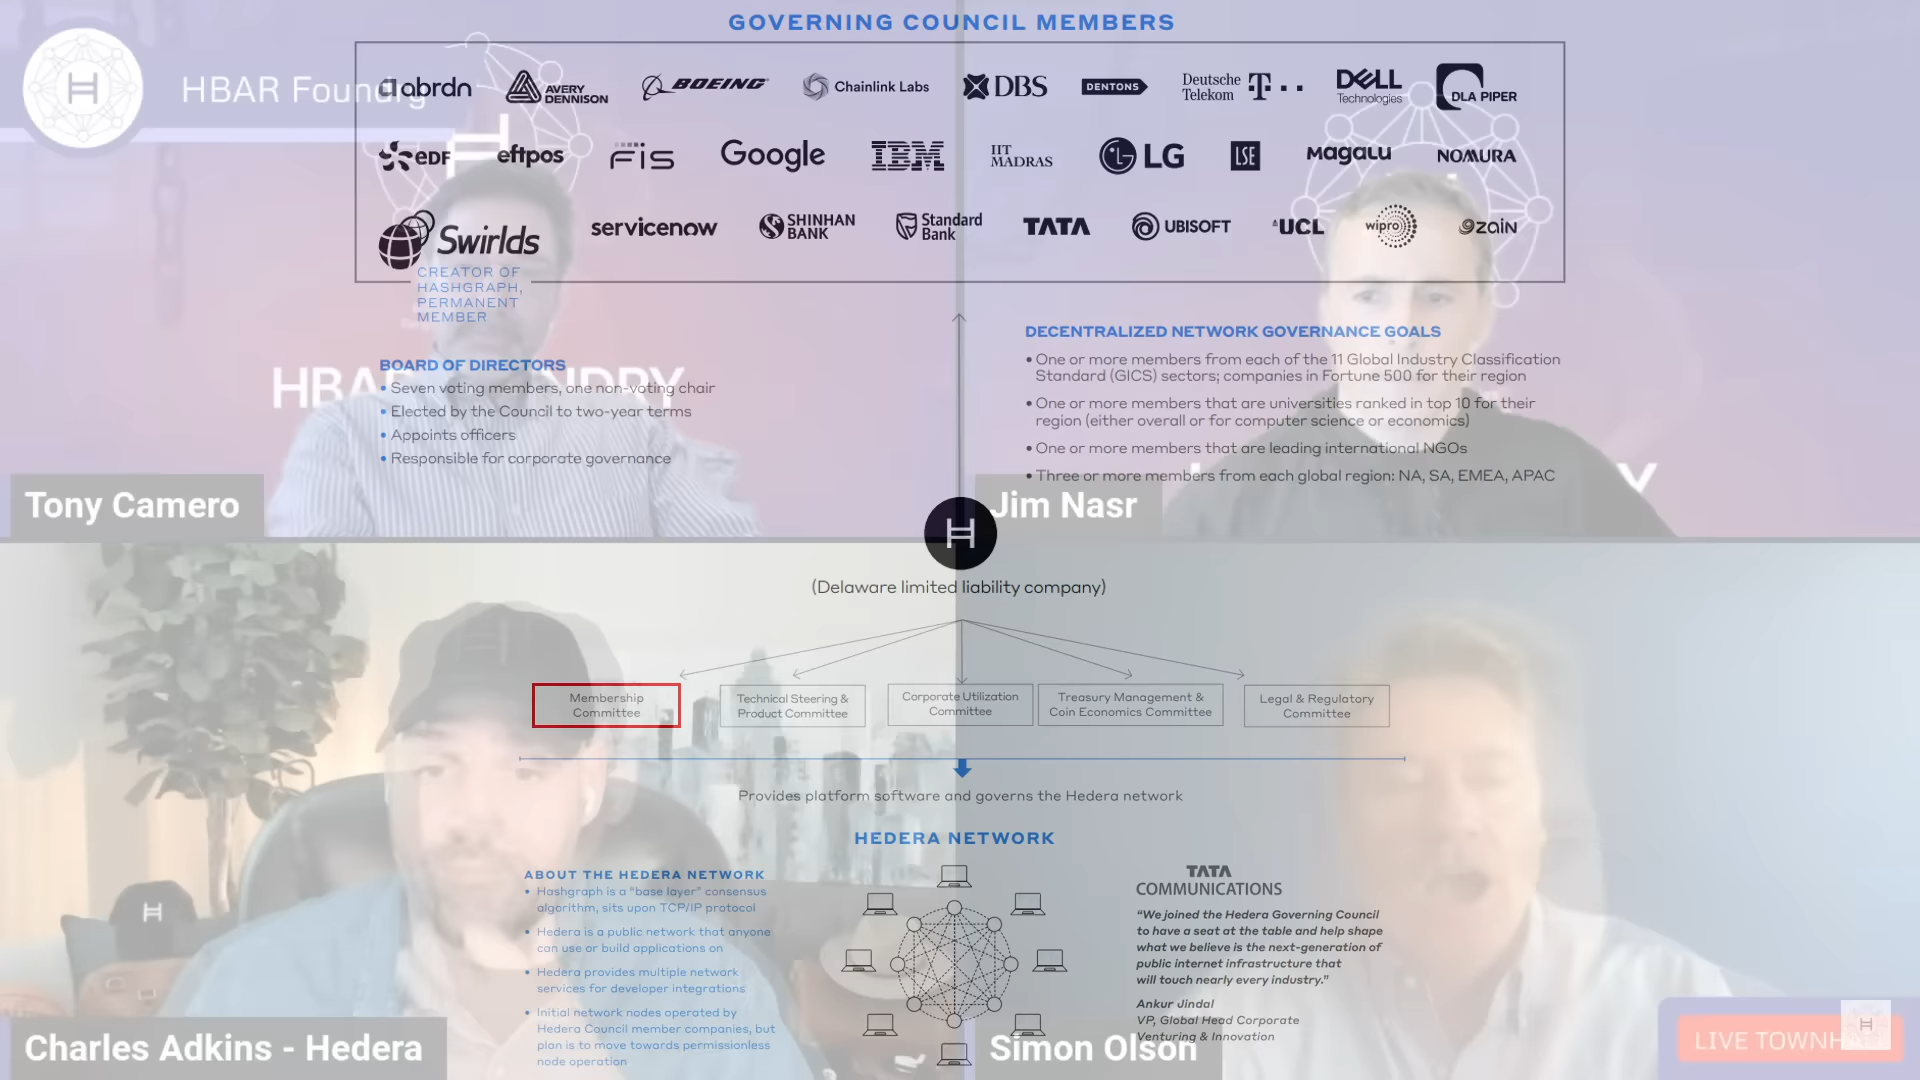 GOVERNING COUNCIL MEMBERS
HBAR Foundry
abrdn
AVERY
DENNISON
BOEING
Chainlink Labs
DBS
DENTONS
Deutsche
Telekom
T
DELL
Technologies
DLA PIPER
eDF
eftpos
FIS
Google
IBM
IIT
MADRAS
LG
LSE
Magalu
NOMURA
Swirlds
servicenow
SHINHAN
BANK
Standard
Bank
TATA
UBISOFT
UCL
wipro
zain
CREATOR OF
HASHGRAPH,
PERMANENT
MEMBER
BOARD OF DIRECTORS
• Seven voting members, one non-voting chair
• Elected by the Council to two-year terms
• Appoints officers
• Responsible for corporate governance
DECENTRALIZED NETWORK GOVERNANCE GOALS
• One or more members from each of the 11 Global Industry Classification
Standard (GICS) sectors; companies in Fortune 500 for their region
• One or more members that are universities ranked in top 10 for their
region (either overall or for computer science or economics)
• One or more members that are leading international NGOs
• Three or more members from each global region: NA, SA, EMEA, APAC
Tony Camero
Jim Nasr
H
(Delaware limited liability company)
Membership
Committee
Technical Steering &
Product Committee
Corporate Utilization
Committee
Treasury Management &
Coin Economics Committee
Legal & Regulatory
Committee
Provides platform software and governs the Hedera network
HEDERA NETWORK
ABOUT THE HEDERA NETWORK
• Hashgraph is a "base layer" consensus
algorithm, sits upon TCP/IP protocol
• Hedera is a public network that anyone
can use or build applications on
• Hedera provides multiple network
services for developer integrations
• Initial network nodes operated by
Hedera Council member companies, but
plan is to move towards permissionless
node operation
TATA
COMMUNICATIONS
"We joined the Hedera Governing Council
to have a seat at the table and help shape
what we believe is the next-generation of
public internet infrastructure that
will touch nearly every industry."
Ankur Jindal
VP, Global Head Corporate
Venturing & Innovation
Charles Adkins - Hedera
Simon Olson
LIVE